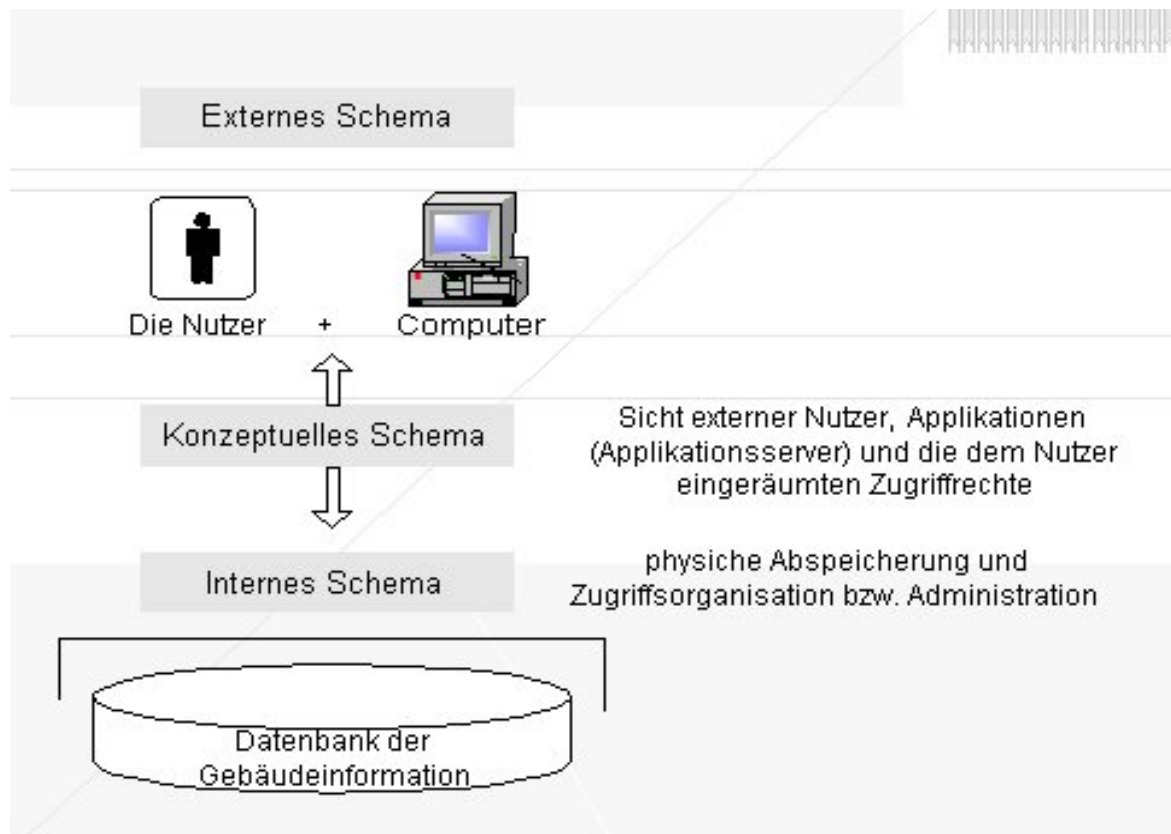 Externes Schema
Die Nutzer + Computer
Konzeptuelles Schema
Sicht externer Nutzer, Applikationen
(Applikationsserver) und die dem Nutzer
eingeräumten Zugriffrechte
Internes Schema
physiche Abspeicherung und
Zugriffsorganisation bzw. Administration
Datenbank der
Gebäudeinformation